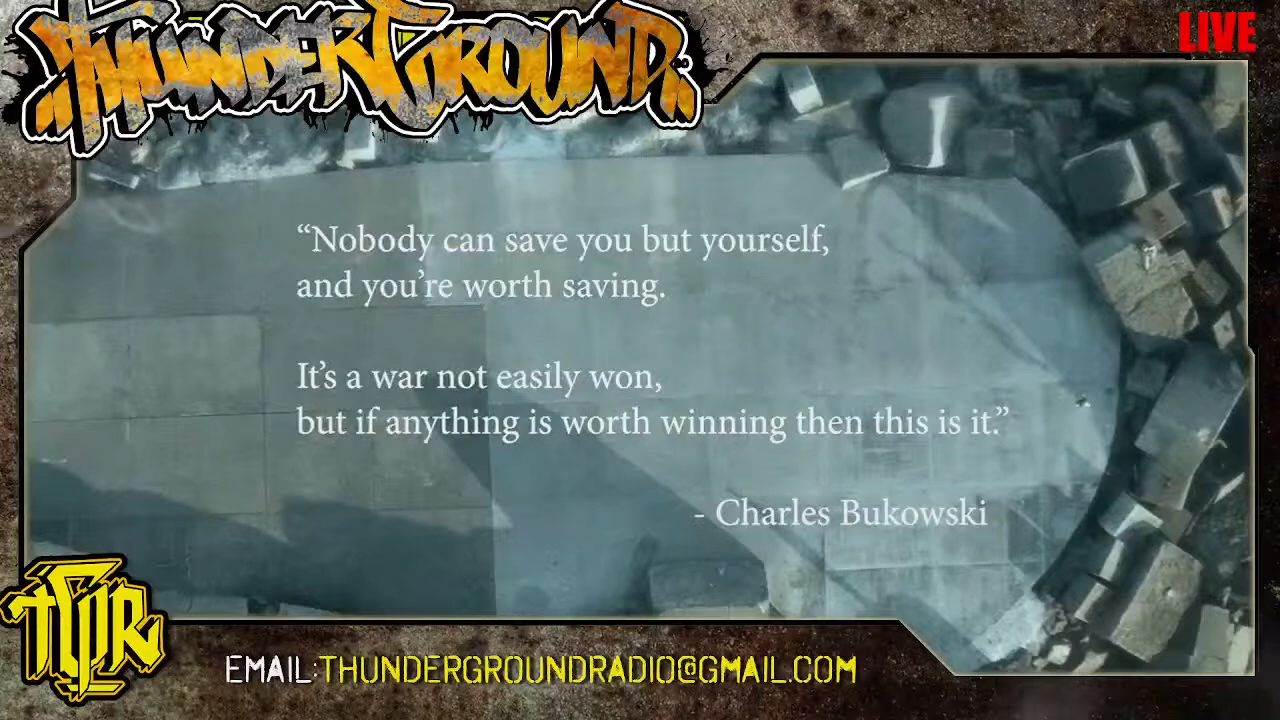 THUNDERGROUND
LIVE
“Nobody can save you but yourself,
and you’re worth saving.
It’s a war not easily won,
but if anything is worth winning then this is it.”
- Charles Bukowski
TGR
EMAIL:THUNDERGROUNDRADIO@GMAIL.COM